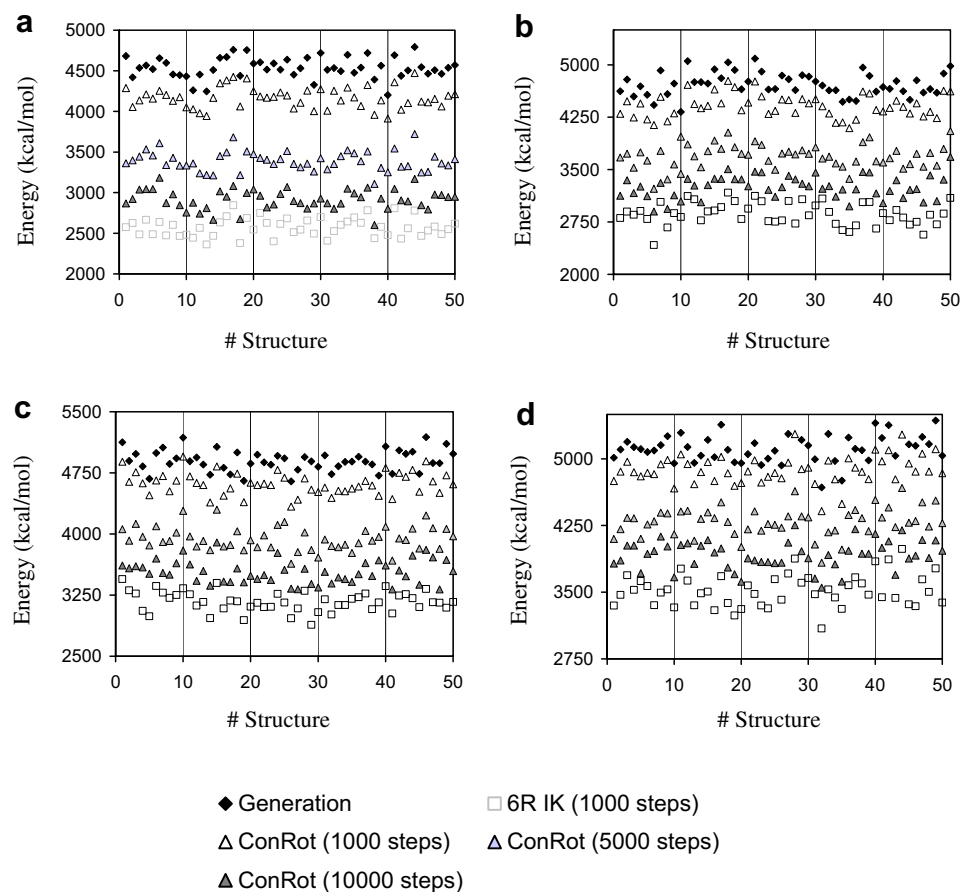 a
5000
4500
4000
3500
3000
2500
2000
Energy (kcal/mol)
0 10 20 30 40 50
# Structure
b
5000
4250
3500
2750
2000
Energy (kcal/mol)
0 10 20 30 40 50
# Structure
c
5500
4750
4000
3250
2500
Energy (kcal/mol)
0 10 20 30 40 50
# Structure
d
5000
4250
3500
2750
Energy (kcal/mol)
0 10 20 30 40 50
# Structure
Generation
6R IK (1000 steps)
ConRot (1000 steps)
ConRot (5000 steps)
ConRot (10000 steps)